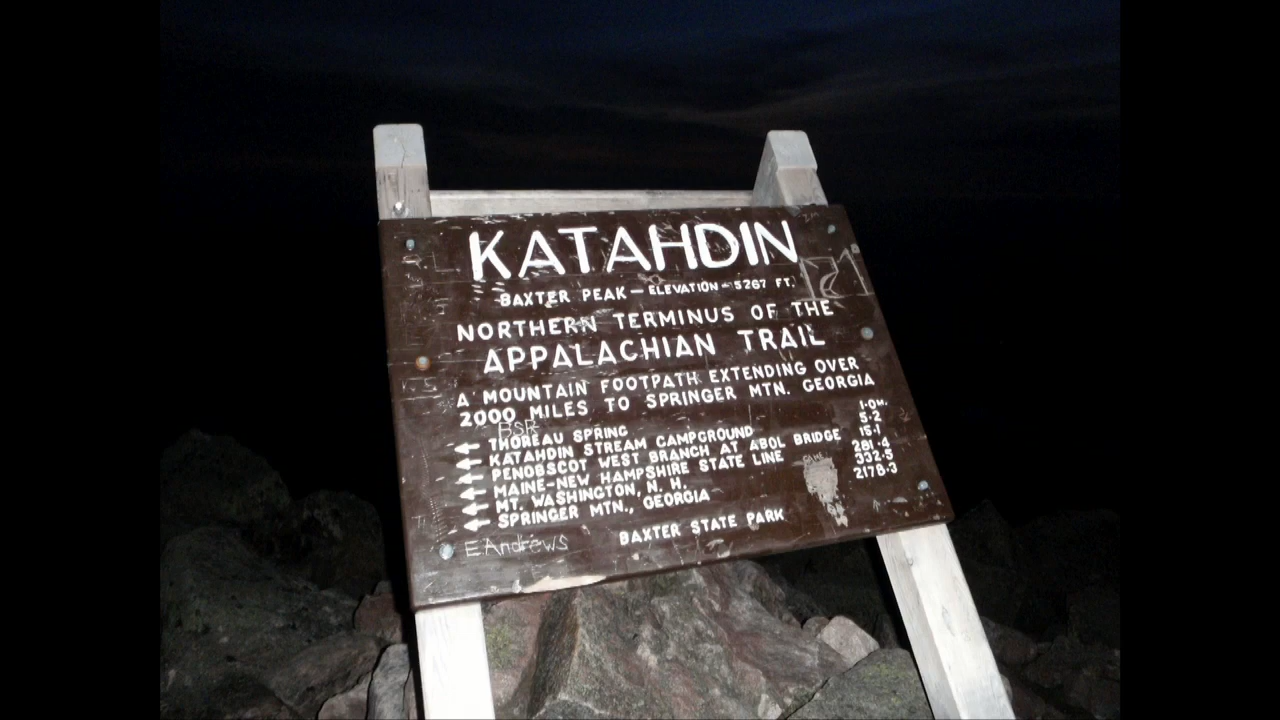 KATAHDIN
BAXTER PEAK — ELEVATION - 5267 FT.
NORTHERN TERMINUS OF THE
APPALACHIAN TRAIL
A MOUNTAIN FOOTPATH EXTENDING OVER
2000 MILES TO SPRINGER MTN. GEORGIA
BSR
THOREAU SPRING 1.0 M.
KATAHDIN STREAM CAMPGROUND 5.2
PENOBSCOT WEST BRANCH AT ABOL BRIDGE 15.1
MAINE-NEW HAMPSHIRE STATE LINE 281.4
MT. WASHINGTON, N. H. 332.5
SPRINGER MTN., GEORGIA 2178.3
BAXTER STATE PARK
E Andrews